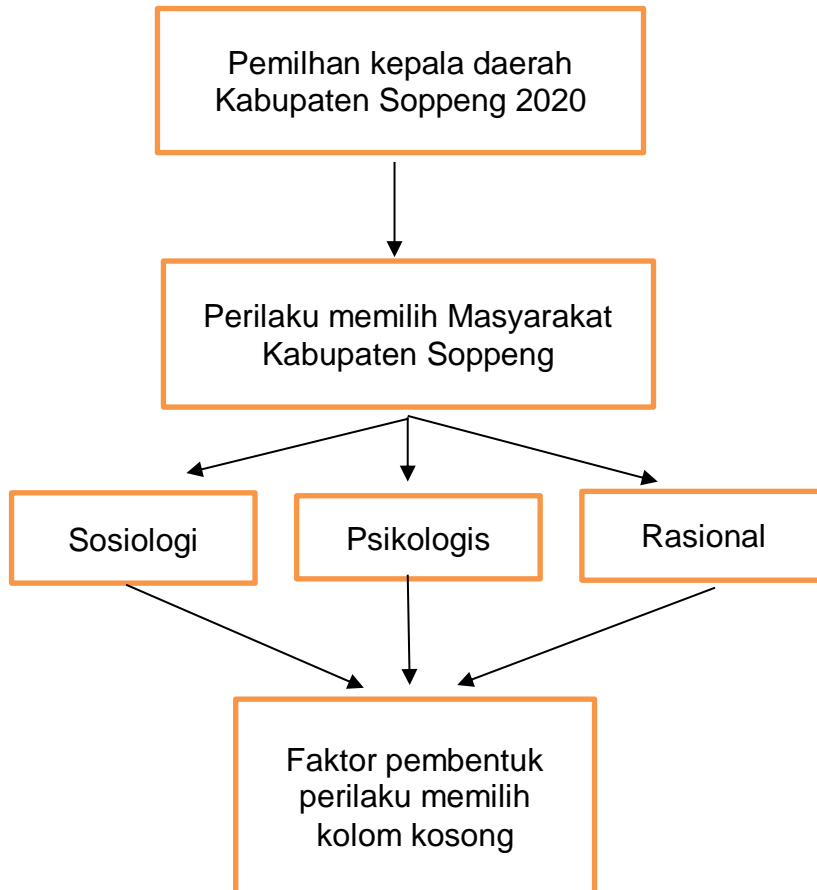 Pemilhan kepala daerah
Kabupaten Soppeng 2020
Perilaku memilih Masyarakat
Kabupaten Soppeng
Sosiologi
Psikologis
Rasional
Faktor pembentuk
perilaku memilih
kolom kosong